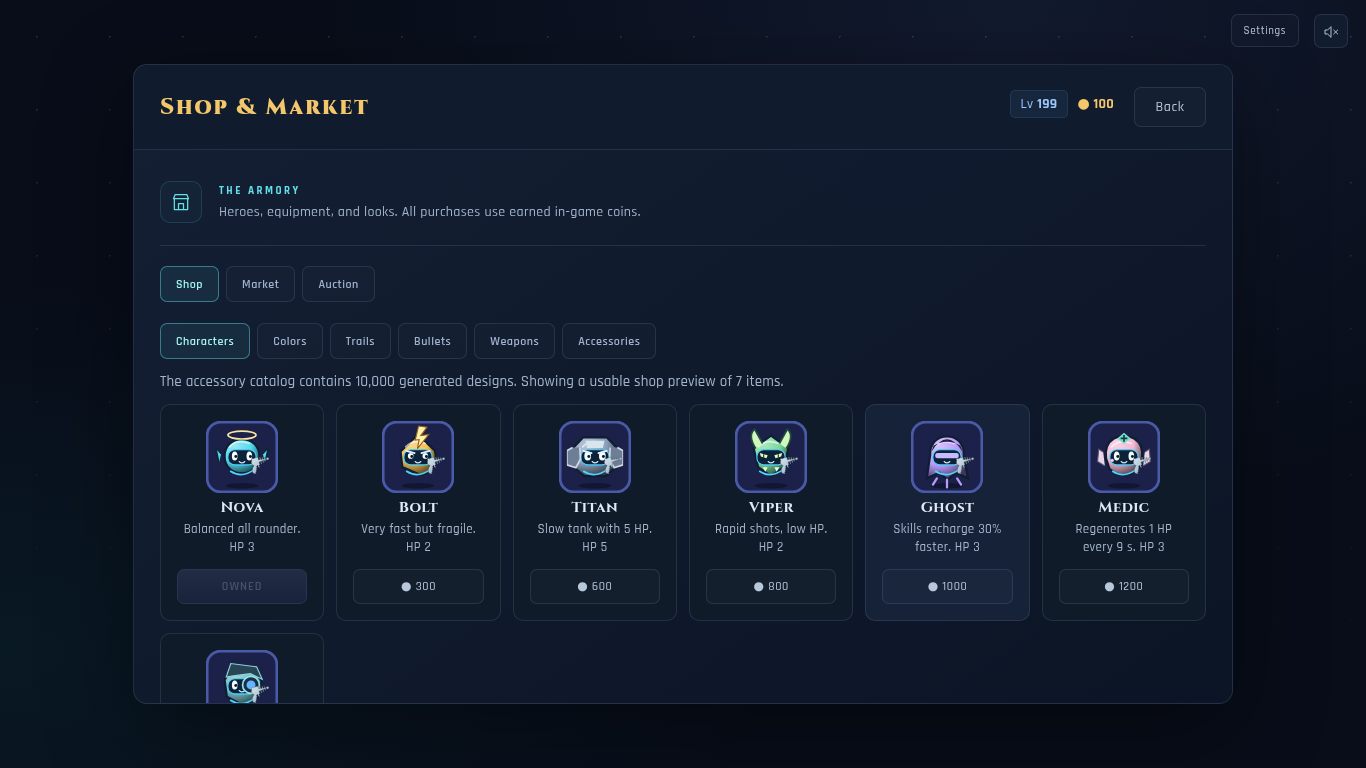 Settings
Shop & Market
Lv 199
100
Back
THE ARMORY
Heroes, equipment, and looks. All purchases use earned in-game coins.
Shop
Market
Auction
Characters
Colors
Trails
Bullets
Weapons
Accessories
The accessory catalog contains 10,000 generated designs. Showing a usable shop preview of 7 items.
Nova
Balanced all rounder.
HP 3
OWNED
Bolt
Very fast but fragile.
HP 2
300
Titan
Slow tank with 5 HP.
HP 5
600
Viper
Rapid shots, low HP.
HP 2
800
Ghost
Skills recharge 30%
faster. HP 3
1000
Medic
Regenerates 1 HP
every 9 s. HP 3
1200